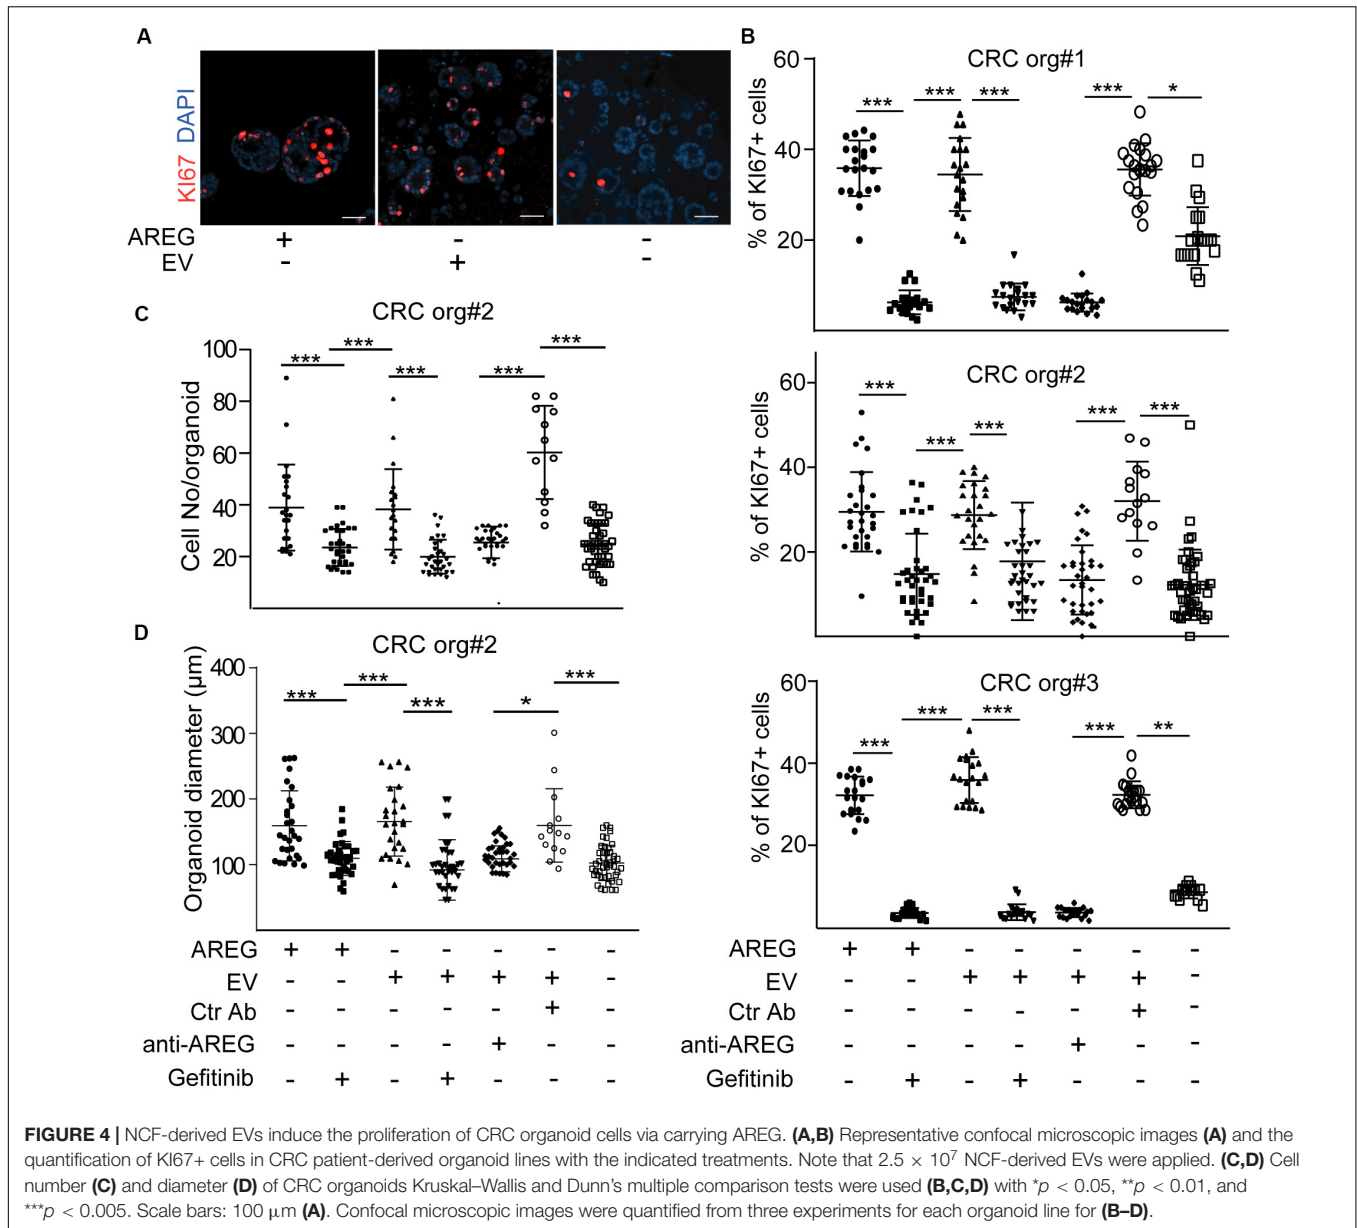 A
KI67 DAPI
AREG + - -
EV - + -
B
CRC org#1
% of KI67+ cells
60
40
20
*** *** *** *** *
C
CRC org#2
Cell No/organoid
100
80
60
40
20
*** *** *** *** ***
CRC org#2
% of KI67+ cells
60
40
20
*** *** *** *** ***
D
CRC org#2
Organoid diameter (µm)
400
300
200
100
*** *** *** * ***
AREG + + - - - - -
EV - - + + + + -
Ctr Ab - - - - - + -
anti-AREG - - - - + - -
Gefitinib - + - + - - -
CRC org#3
% of KI67+ cells
60
40
20
*** *** *** *** **
AREG + + - - - - -
EV - - + + + + -
Ctr Ab - - - - - + -
anti-AREG - - - - + - -
Gefitinib - + - + - - -
FIGURE 4 | NCF-derived EVs induce the proliferation of CRC organoid cells via carrying AREG. (A,B) Representative confocal microscopic images (A) and the
quantification of KI67+ cells in CRC patient-derived organoid lines with the indicated treatments. Note that 2.5 × 10⁷ NCF-derived EVs were applied. (C,D) Cell
number (C) and diameter (D) of CRC organoids Kruskal–Wallis and Dunn's multiple comparison tests were used (B,C,D) with *p < 0.05, **p < 0.01, and
***p < 0.005. Scale bars: 100 µm (A). Confocal microscopic images were quantified from three experiments for each organoid line for (B–D).